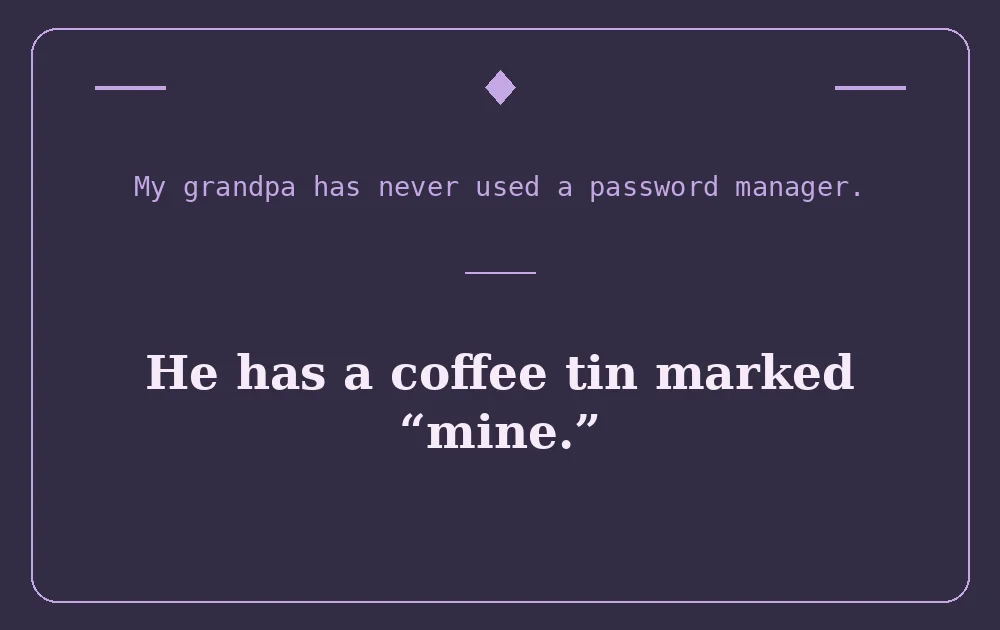 My grandpa has never used a password manager.
He has a coffee tin marked
“mine.”